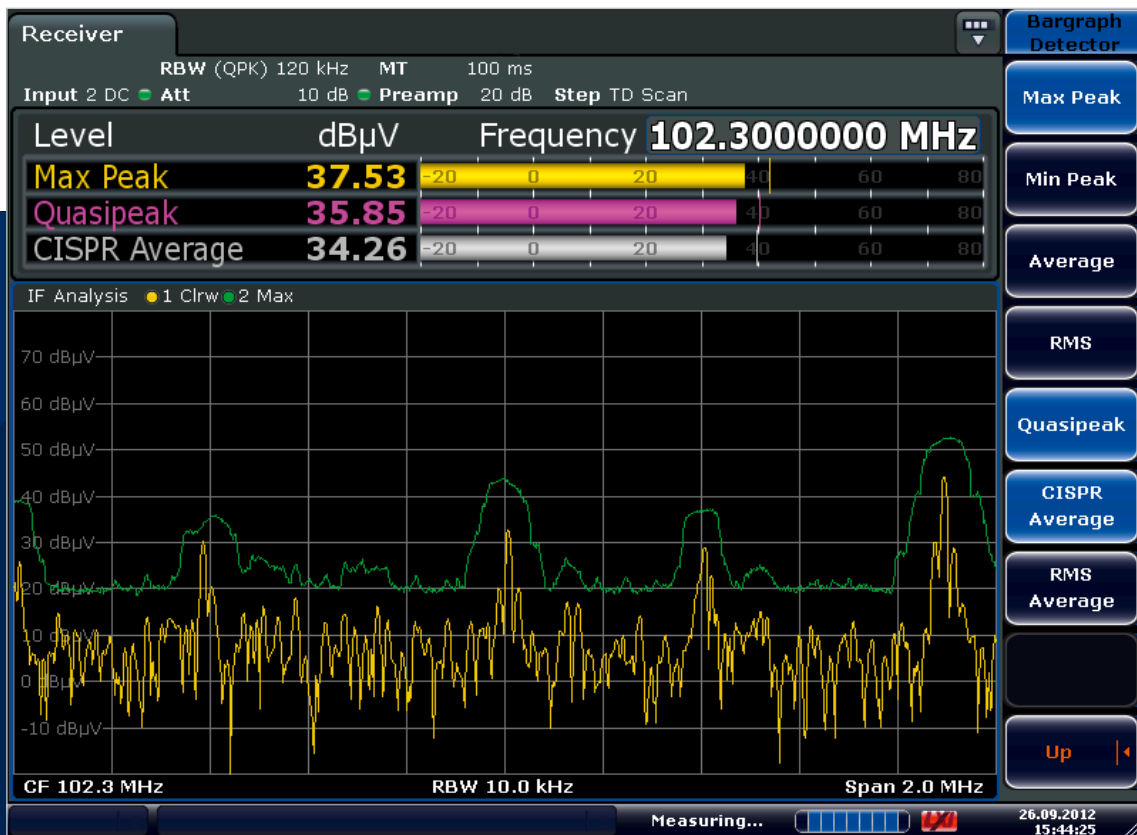 Receiver
RBW (QPK) 120 kHz MT 100 ms
Input 2 DC Att 10 dB Preamp 20 dB Step TD Scan
Level dBµV Frequency 102.3000000 MHz
Max Peak 37.53 -20 0 20 40 60 80
Quasipeak 35.85 -20 0 20 40 60 80
CISPR Average 34.26 -20 0 20 40 60 80
IF Analysis 1 Clrw 2 Max
70 dBµV
60 dBµV
50 dBµV
40 dBµV
30 dBµV
20 dBµV
10 dBµV
0 dBµV
-10 dBµV
CF 102.3 MHz RBW 10.0 kHz Span 2.0 MHz
Measuring... LXI 26.09.2012
15:44:25
Bargraph
Detector
Max Peak
Min Peak
Average
RMS
Quasipeak
CISPR
Average
RMS
Average
Up